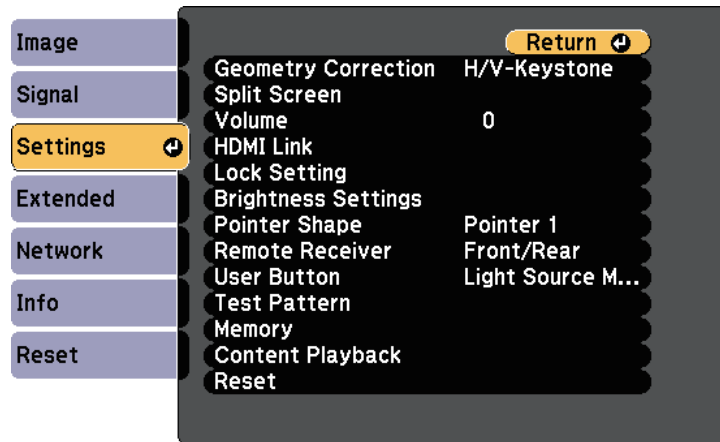 Image
Signal
Settings
Extended
Network
Info
Reset
Return
Geometry Correction H/V-Keystone
Split Screen
Volume 0
HDMI Link
Lock Setting
Brightness Settings
Pointer Shape Pointer 1
Remote Receiver Front/Rear
User Button Light Source M...
Test Pattern
Memory
Content Playback
Reset